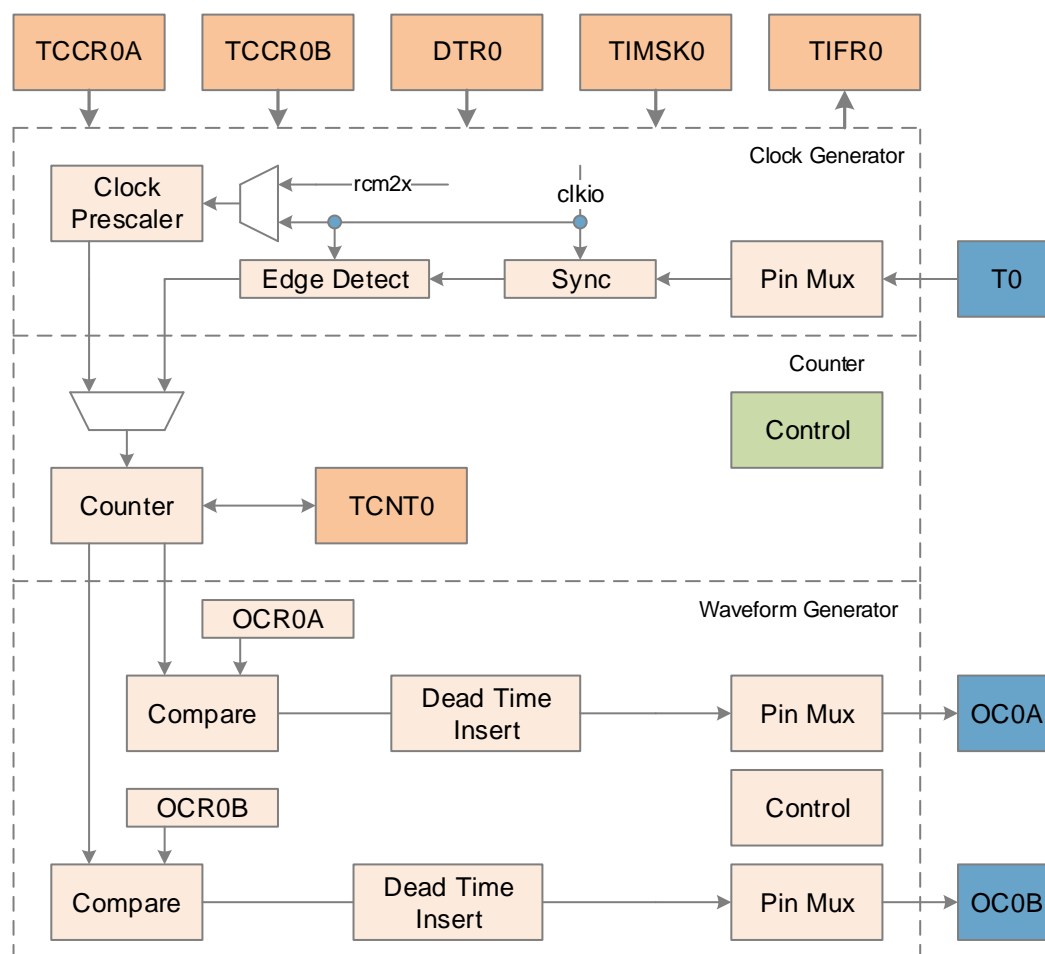 TCCR0A
TCCR0B
DTR0
TIMSK0
TIFR0
Clock Generator
Clock
Prescaler
rcm2x
clkio
Edge Detect
Sync
Pin Mux
T0
Counter
Control
Counter
TCNT0
Waveform Generator
OCR0A
Compare
Dead Time
Insert
Pin Mux
OC0A
OCR0B
Control
Compare
Dead Time
Insert
Pin Mux
OC0B